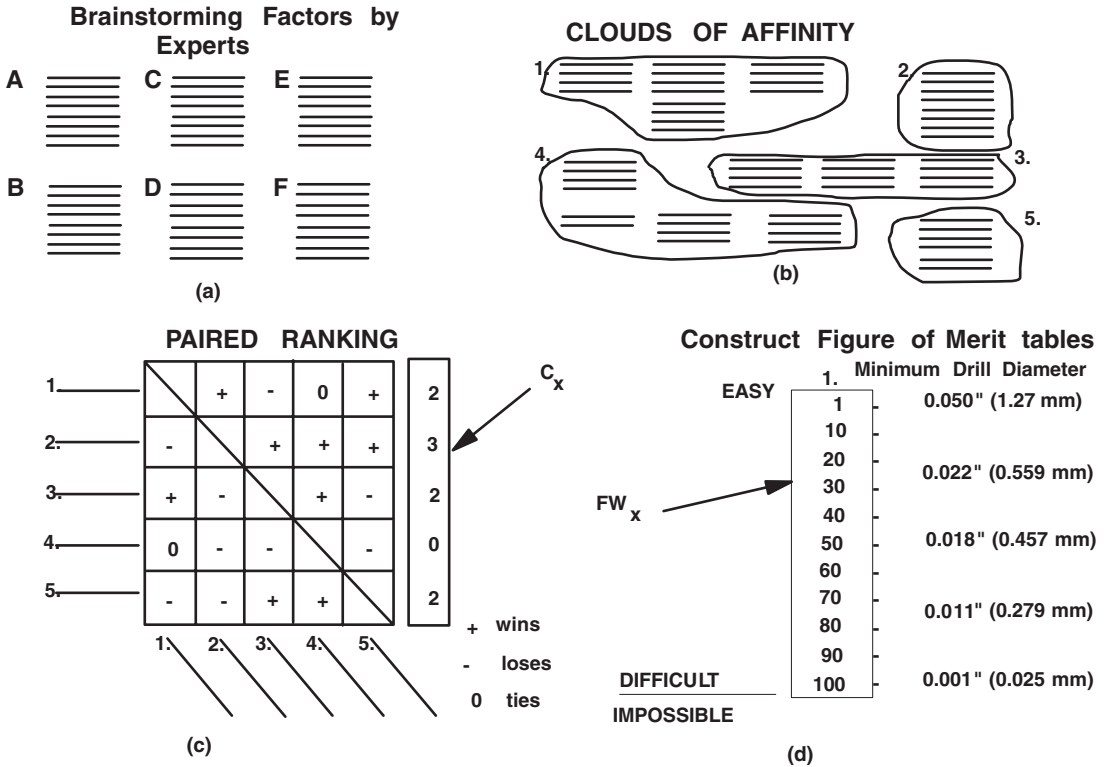 Brainstorming Factors by
Experts
A C E
B D F
(a)
CLOUDS OF AFFINITY
1. 2.
4. 3.
5.
(b)
PAIRED RANKING
1. + - 0 + 2
2. - + + + 3
3. + - + - 2
4. 0 - - - 0
5. - - + + 2
1. 2. 3. 4. 5.
Cx
+ wins
- loses
0 ties
(c)
Construct Figure of Merit tables
1. Minimum Drill Diameter
EASY
1 0.050" (1.27 mm)
10
20 0.022" (0.559 mm)
30
FWx
40
50 0.018" (0.457 mm)
60
70 0.011" (0.279 mm)
80
90
100 0.001" (0.025 mm)
DIFFICULT
IMPOSSIBLE
(d)